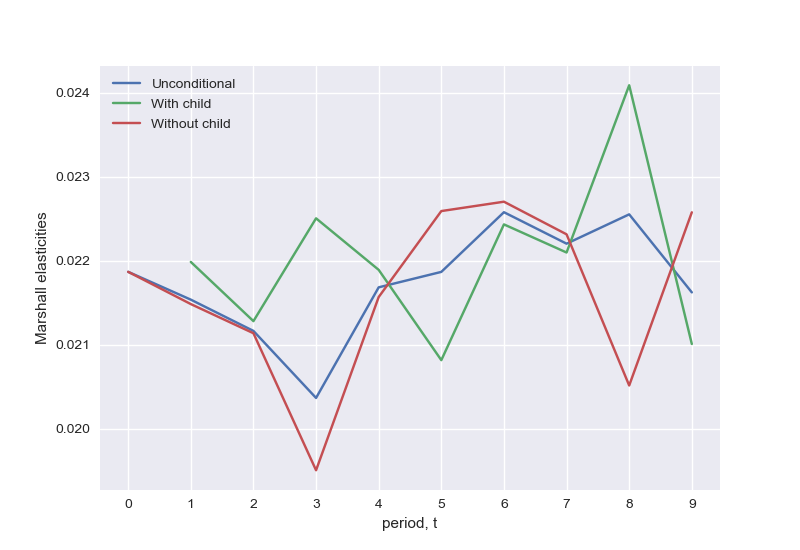 Unconditional
With child
Without child
0.024
0.023
0.022
0.021
0.020
Marshall elasticities
0 1 2 3 4 5 6 7 8 9
period, t